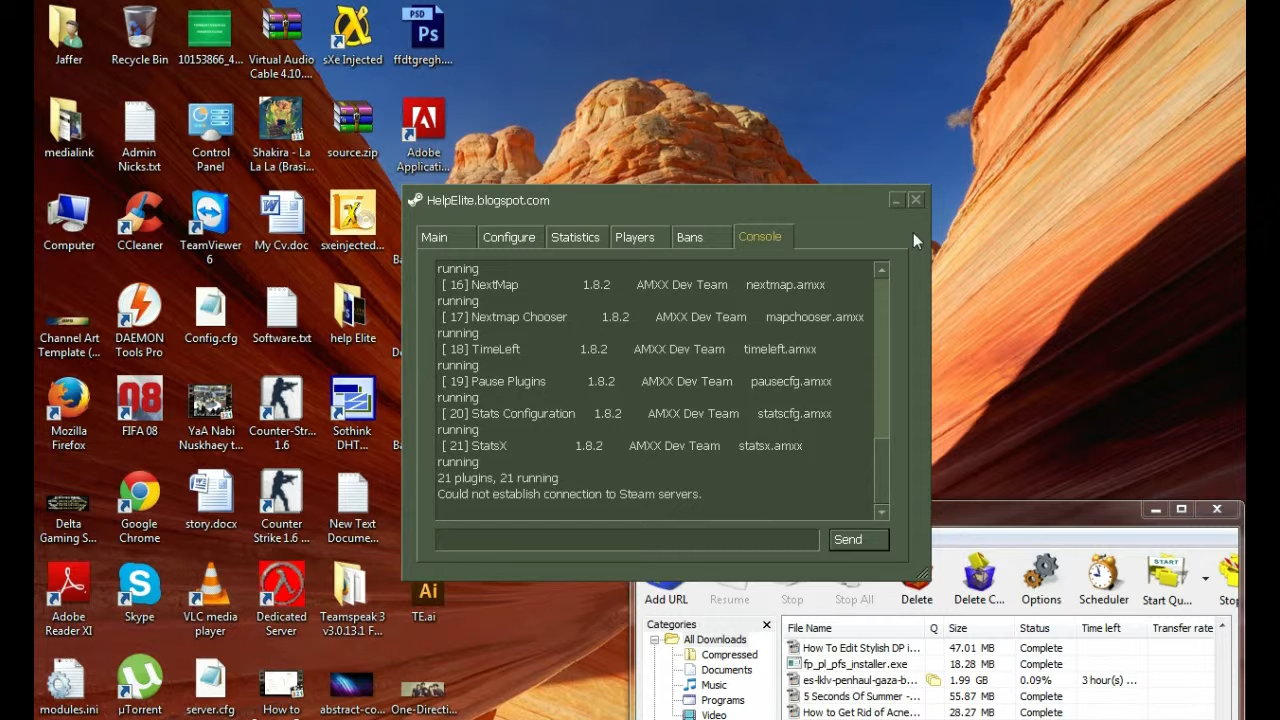 Jaffer
Recycle Bin
10153866_4...
Virtual Audio
Cable 4.10....
sXe Injected
PSD
Ps
ffdtgregh....
medialink
Admin
Nicks.txt
Control
Panel
Shakira - La
La La (Brasi...
source.zip
Adobe
Applicati...
Computer
CCleaner
TeamViewer
6
My Cv.doc
sxeinjected...
Channel Art
Template (...
DAEMON
Tools Pro
Config.cfg
Software.txt
help Elite
Mozilla
Firefox
08
FIFA 08
YaA Nabi
Nuskhaey t...
Counter-Str...
1.6
Sothink
DHT...
Delta
Gaming S...
Google
Chrome
story.docx
Counter
Strike 1.6 ...
New Text
Docume...
Adobe
Reader XI
Skype
VLC media
player
Dedicated
Server
Teamspeak 3
v3.0.13.1 F...
Ai
TE.ai
modules.ini
µTorrent
server.cfg
How to
abstract-co...
One-Directi...
HelpElite.blogspot.com
Main Configure Statistics Players Bans Console
running
[ 16] NextMap 1.8.2 AMXX Dev Team nextmap.amxx
running
[ 17] Nextmap Chooser 1.8.2 AMXX Dev Team mapchooser.amxx
running
[ 18] TimeLeft 1.8.2 AMXX Dev Team timeleft.amxx
running
[ 19] Pause Plugins 1.8.2 AMXX Dev Team pausecfg.amxx
running
[ 20] Stats Configuration 1.8.2 AMXX Dev Team statscfg.amxx
running
[ 21] StatsX 1.8.2 AMXX Dev Team statsx.amxx
running
21 plugins, 21 running
Could not establish connection to Steam servers.
Send
START
Add URL Resume Stop Stop All Delete Delete C... Options Scheduler Start Qu... Stop
Categories
All Downloads
Compressed
Documents
Music
Programs
Video
File Name Q Size Status Time left Transfer rate
How To Edit Stylish DP i... 47.01 MB Complete
fp_pl_pfs_installer.exe 18.28 MB Complete
es-lklv-penhaul-gaza-b... 1.99 GB 0.09% 3 hour(s) ...
5 Seconds Of Summer -... 55.87 MB Complete
How to Get Rid of Acne... 28.27 MB Complete